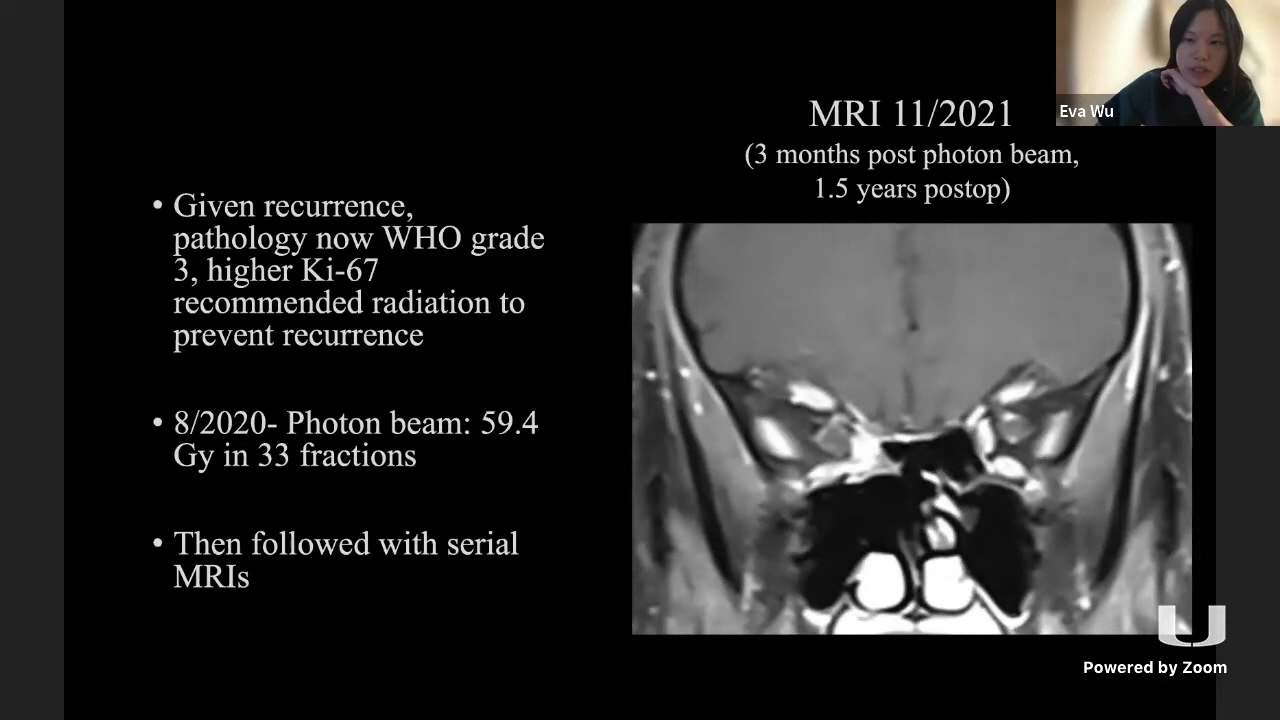 Eva Wu
MRI 11/2021
(3 months post photon beam,
1.5 years postop)
• Given recurrence,
pathology now WHO grade
3, higher Ki-67
recommended radiation to
prevent recurrence
• 8/2020- Photon beam: 59.4
Gy in 33 fractions
• Then followed with serial
MRIs
U
Powered by Zoom